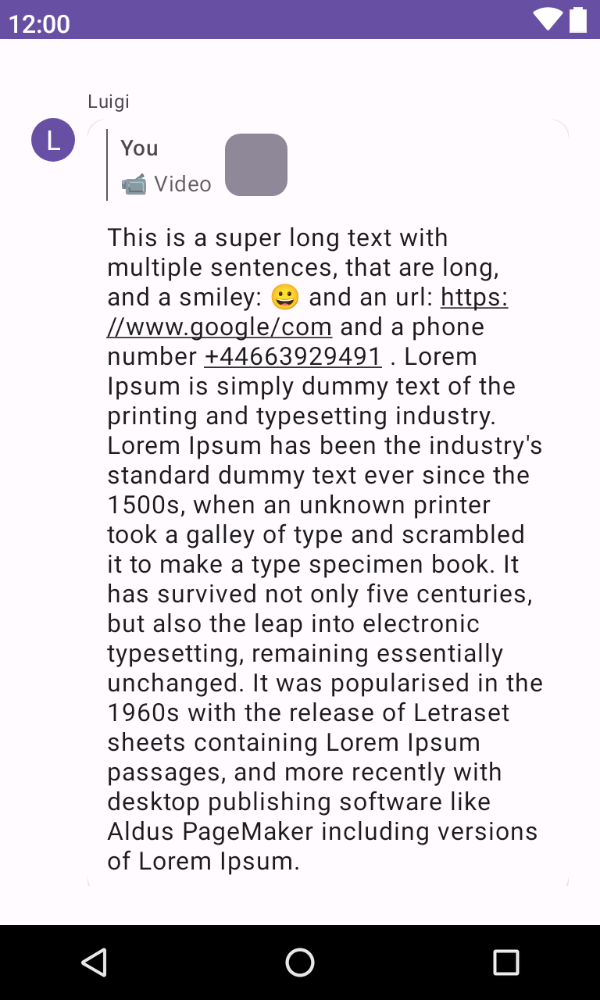 12:00
Luigi
L
You
📹 Video
This is a super long text with
multiple sentences, that are long,
and a smiley: 😀 and an url: https:
//www.google/com and a phone
number +44663929491 . Lorem
Ipsum is simply dummy text of the
printing and typesetting industry.
Lorem Ipsum has been the industry's
standard dummy text ever since the
1500s, when an unknown printer
took a galley of type and scrambled
it to make a type specimen book. It
has survived not only five centuries,
but also the leap into electronic
typesetting, remaining essentially
unchanged. It was popularised in the
1960s with the release of Letraset
sheets containing Lorem Ipsum
passages, and more recently with
desktop publishing software like
Aldus PageMaker including versions
of Lorem Ipsum.